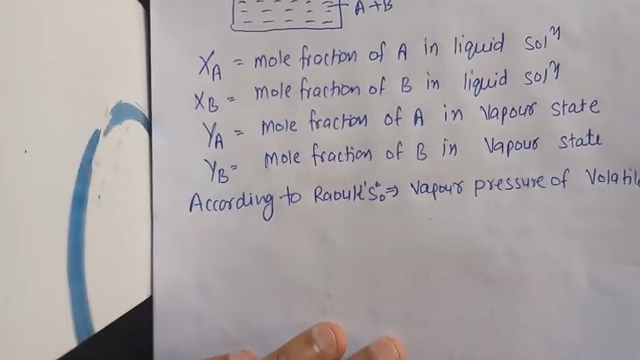 A+B
XA = mole fraction of A in liquid solⁿ
XB = mole fraction of B in liquid solⁿ
YA = mole fraction of A in Vapour state
YB = mole fraction of B in Vapour state
According to Raoult's ⇒ Vapour pressure of Volatil